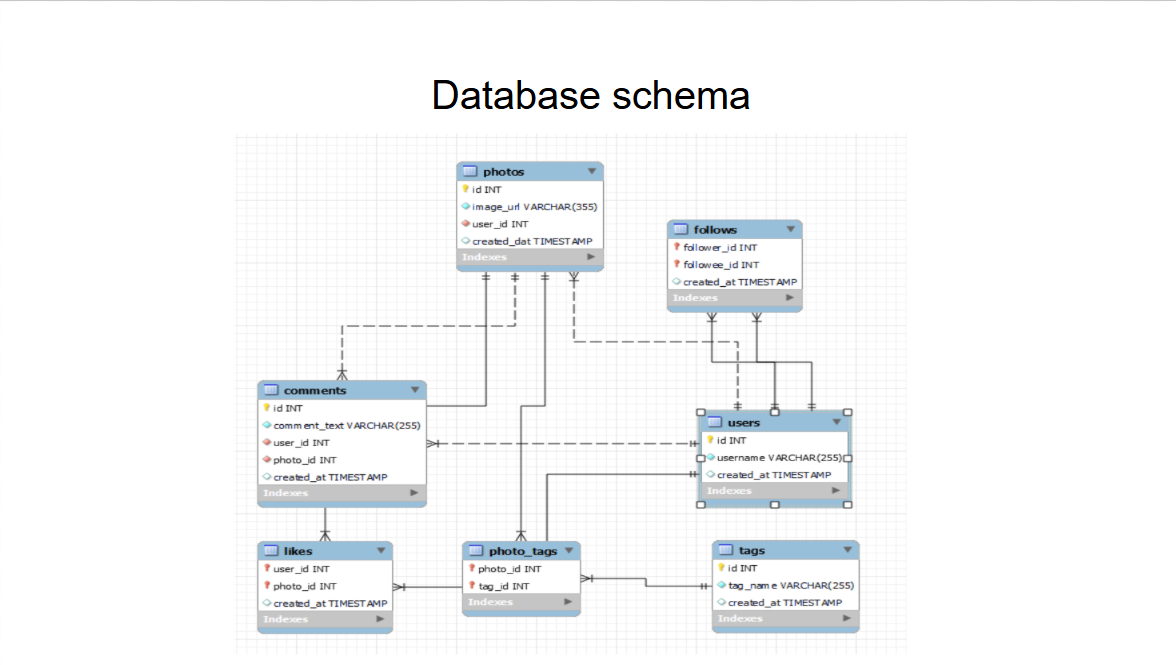 Database schema
photos
id INT
image_url VARCHAR(355)
user_id INT
created_dat TIMESTAMP
Indexes
follows
follower_id INT
followee_id INT
created_at TIMESTAMP
Indexes
comments
id INT
comment_text VARCHAR(255)
user_id INT
photo_id INT
created_at TIMESTAMP
Indexes
users
id INT
username VARCHAR(255)
created_at TIMESTAMP
Indexes
likes
user_id INT
photo_id INT
created_at TIMESTAMP
Indexes
photo_tags
photo_id INT
tag_id INT
Indexes
tags
id INT
tag_name VARCHAR(255)
created_at TIMESTAMP
Indexes